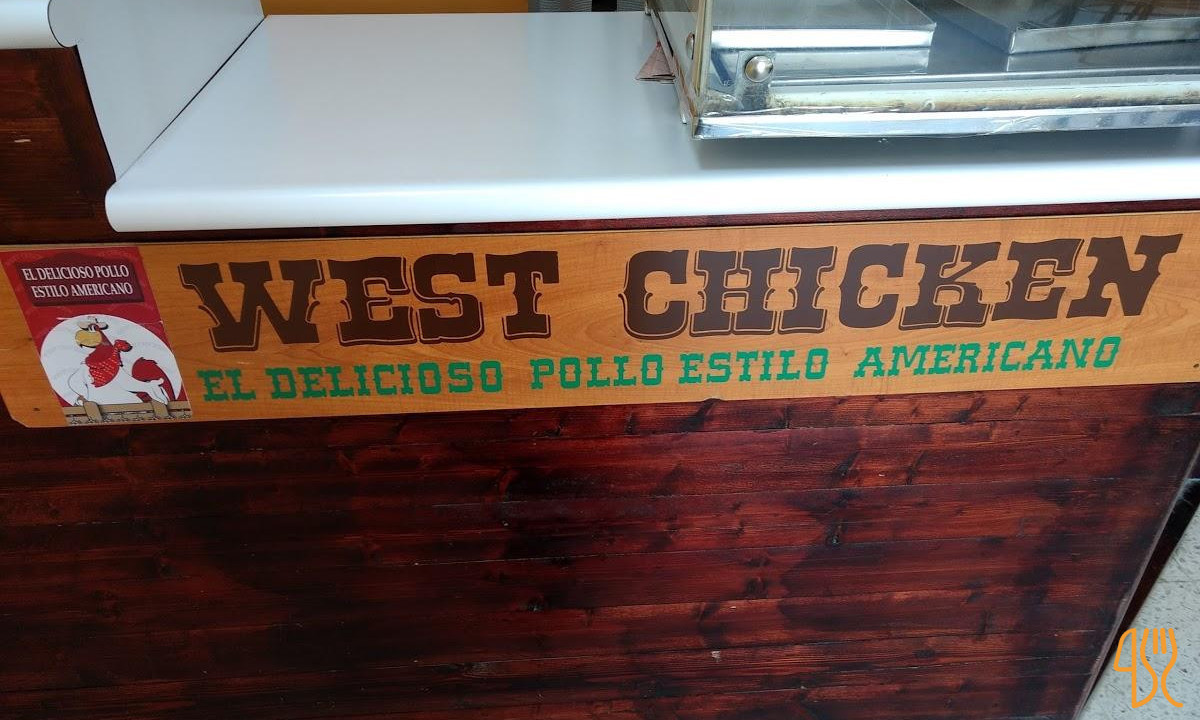 EL DELICIOSO POLLO
ESTILO AMERICANO
WEST CHICKEN
EL DELICIOSO POLLO ESTILO AMERICANO